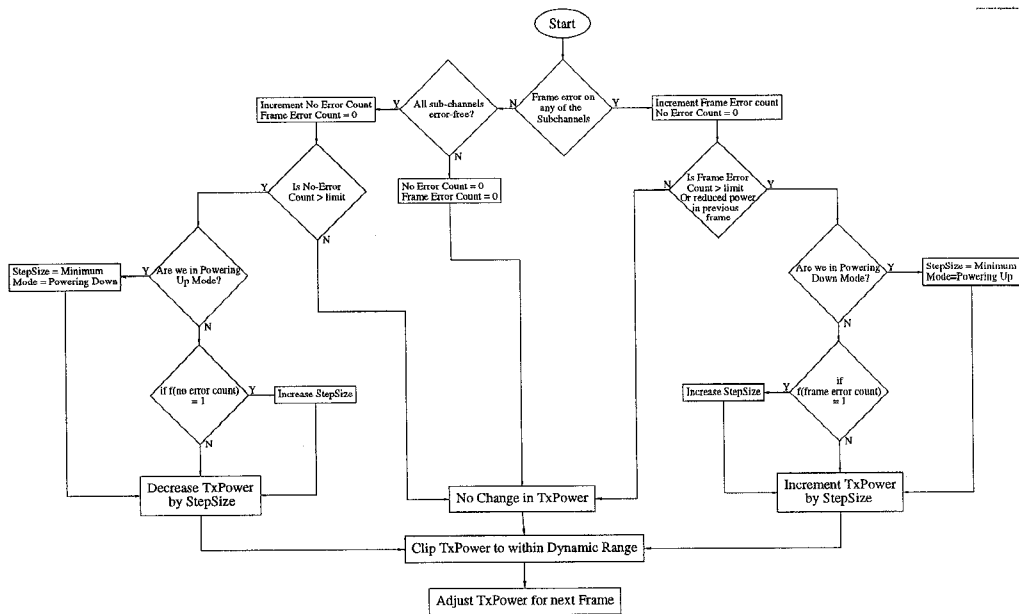 Start
Frame error on
any of the
Subchannels
N
Y
All sub-channels
error-free?
Y
N
Increment No Error Count
Frame Error Count = 0
Increment Frame Error count
No Error Count = 0
No Error Count = 0
Frame Error Count = 0
Is No-Error
Count > limit
Y
N
Is Frame Error
Count > limit
Or reduced power
in previous
frame
N
Y
Are we in Powering
Up Mode?
Y
N
StepSize = Minimum
Mode = Powering Down
Are we in Powering
Down Mode?
Y
N
StepSize = Minimum
Mode=Powering Up
if f(no error count)
= 1
Y
N
Increase StepSize
if
f(frame error count)
= 1
Y
N
Increase StepSize
Decrease TxPower
by StepSize
No Change in TxPower
Increment TxPower
by StepSize
Clip TxPower to within Dynamic Range
Adjust TxPower for next Frame